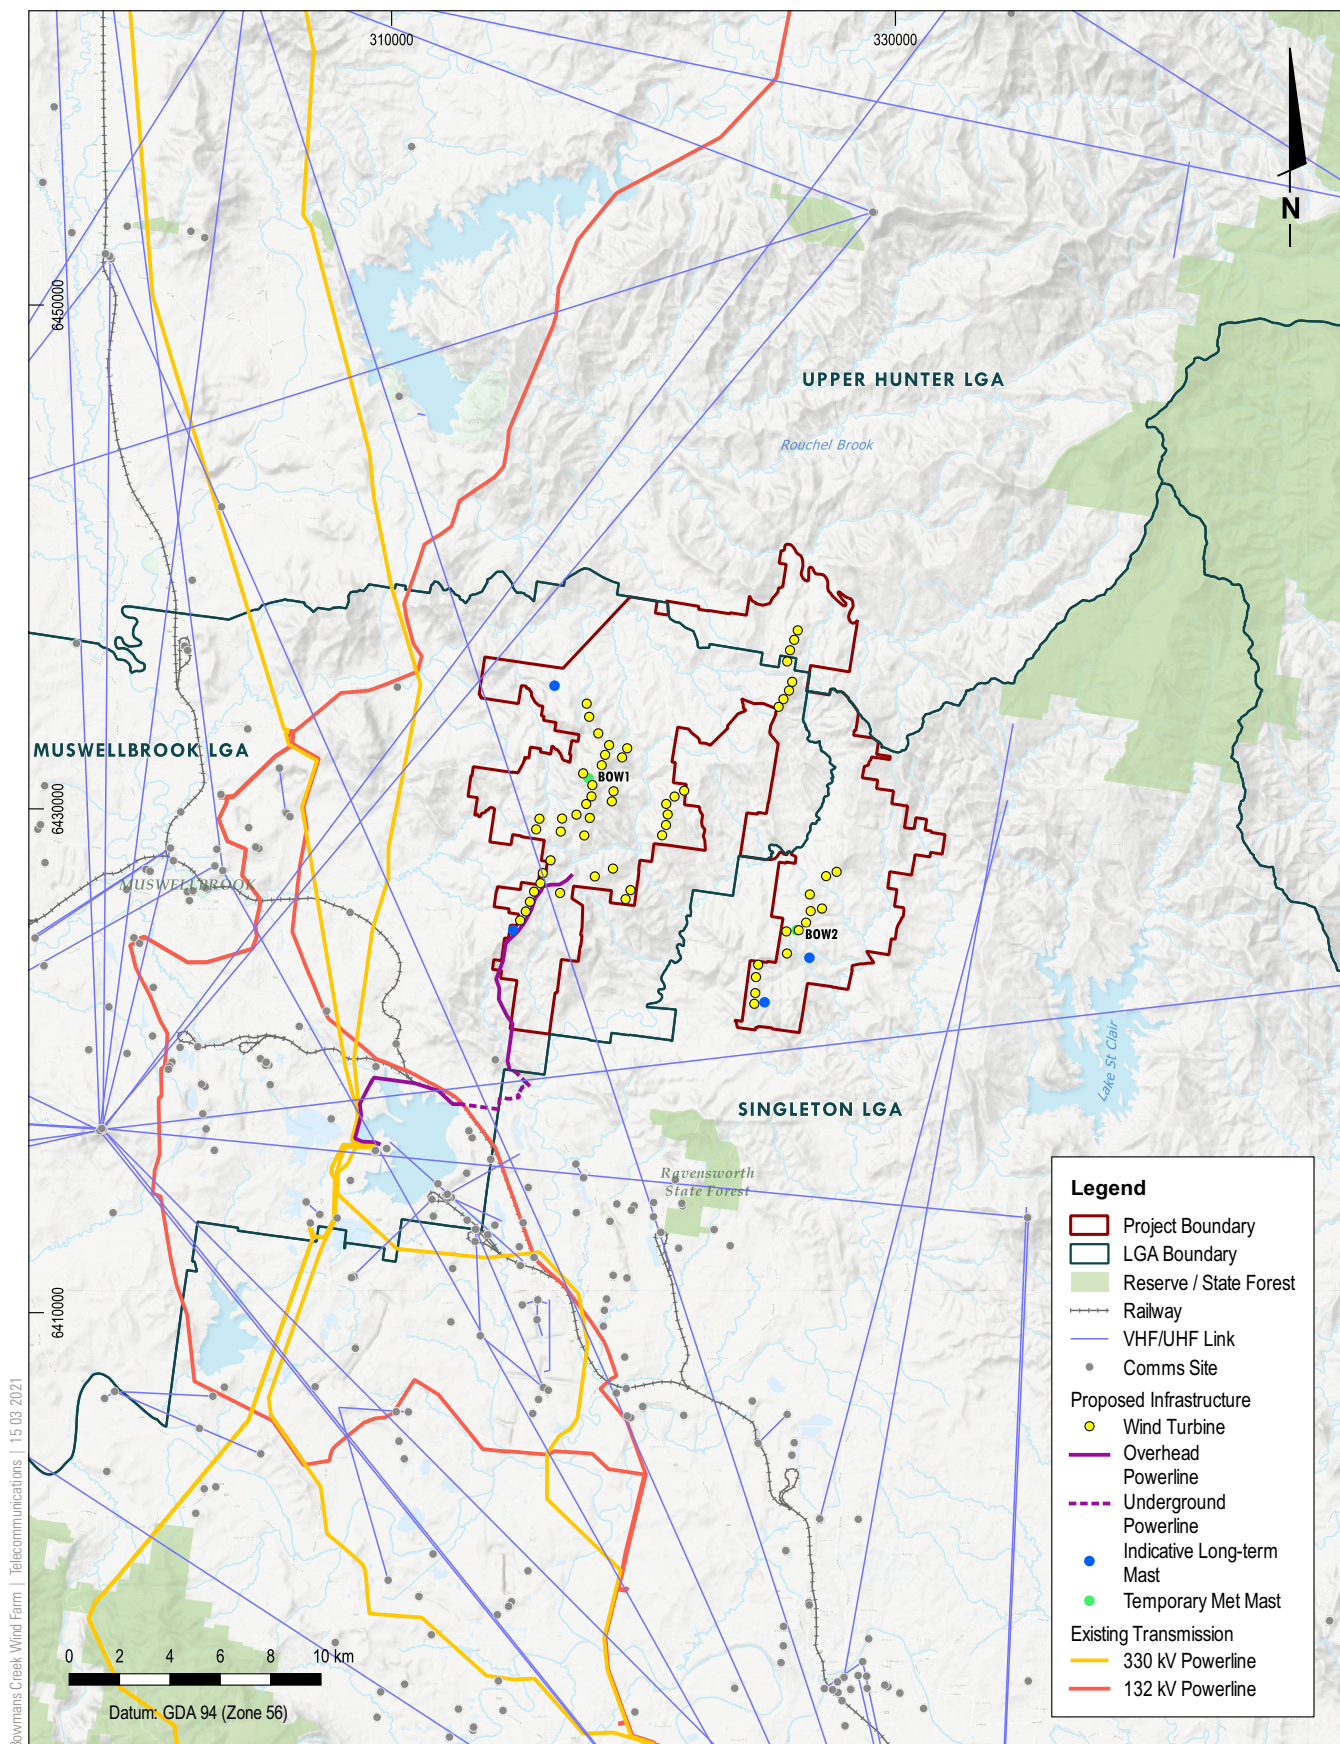 310000
330000
N
6450000
UPPER HUNTER LGA
Rouchel Brook
MUSWELLBROOK LGA
BOW1
6430000
MUSWELLBROOK
BOW2
Lake St Clair
SINGLETON LGA
Ravensworth
State Forest
6410000
Legend
Project Boundary
LGA Boundary
Reserve / State Forest
Railway
VHF/UHF Link
Comms Site
Proposed Infrastructure
Wind Turbine
Overhead
Powerline
Underground
Powerline
Indicative Long-term
Mast
Temporary Met Mast
Existing Transmission
330 kV Powerline
132 kV Powerline
0 2 4 6 8 10 km
Datum: GDA 94 (Zone 56)
Bowmans Creek Wind Farm | Telecommunications | 15 03 2021